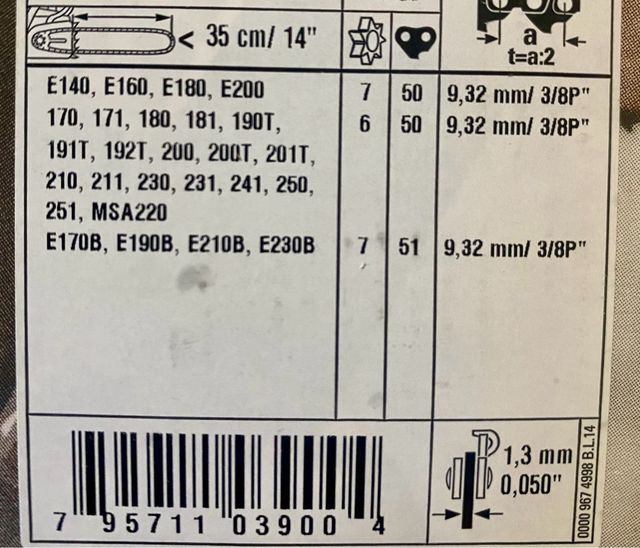 < 35 cm/ 14"
a
t=a:2
E140, E160, E180, E200 7 50 9,32 mm/ 3/8P"
170, 171, 180, 181, 190T, 6 50 9,32 mm/ 3/8P"
191T, 192T, 200, 200T, 201T,
210, 211, 230, 231, 241, 250,
251, MSA220
E170B, E190B, E210B, E230B 7 51 9,32 mm/ 3/8P"
1,3 mm
0,050"
0000 967 4998 B.L.14
7 95711 03900 4